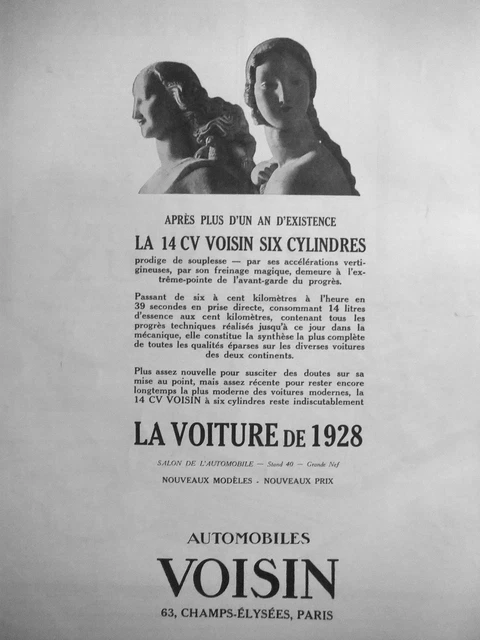 APRÈS PLUS D'UN AN D'EXISTENCE
LA 14 CV VOISIN SIX CYLINDRES
prodige de souplesse — par ses accélérations verti-
gineuses, par son freinage magique, demeure à l'ex-
trême-pointe de l'avant-garde du progrès.
Passant de six à cent kilomètres à l'heure en
39 secondes en prise directe, consommant 14 litres
d'essence aux cent kilomètres, contenant tous les
progrès techniques réalisés jusqu'à ce jour dans la
mécanique, elle constitue la synthèse la plus complète
de toutes les qualités éparses sur les diverses voitures
des deux continents.
Plus assez nouvelle pour susciter des doutes sur sa
mise au point, mais assez récente pour rester encore
longtemps la plus moderne des voitures modernes, la
14 CV VOISIN à six cylindres reste indiscutablement
LA VOITURE DE 1928
SALON DE L'AUTOMOBILE — Stand 40 — Grande Nef
NOUVEAUX MODÈLES - NOUVEAUX PRIX
AUTOMOBILES
VOISIN
63, CHAMPS-ÉLYSÉES, PARIS